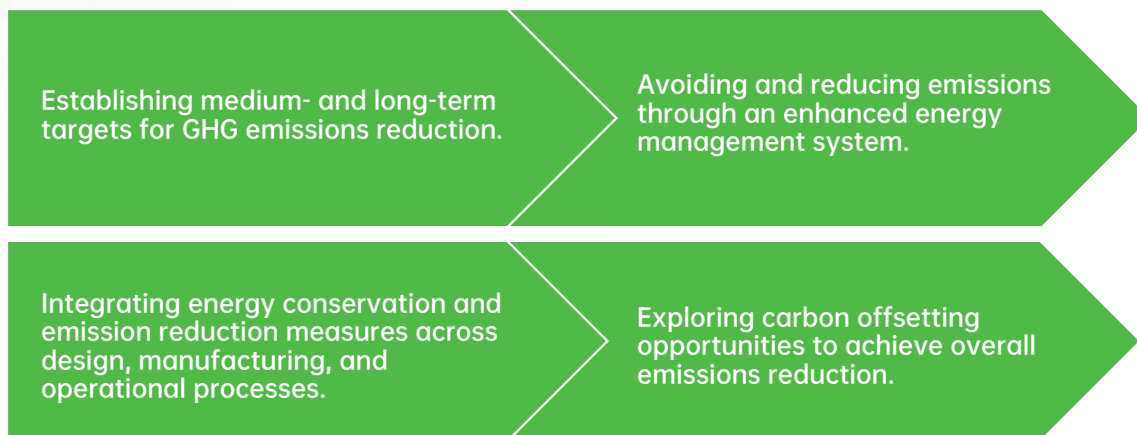 Establishing medium- and long-term
targets for GHG emissions reduction.
Avoiding and reducing emissions
through an enhanced energy
management system.
Integrating energy conservation and
emission reduction measures across
design, manufacturing, and
operational processes.
Exploring carbon offsetting
opportunities to achieve overall
emissions reduction.